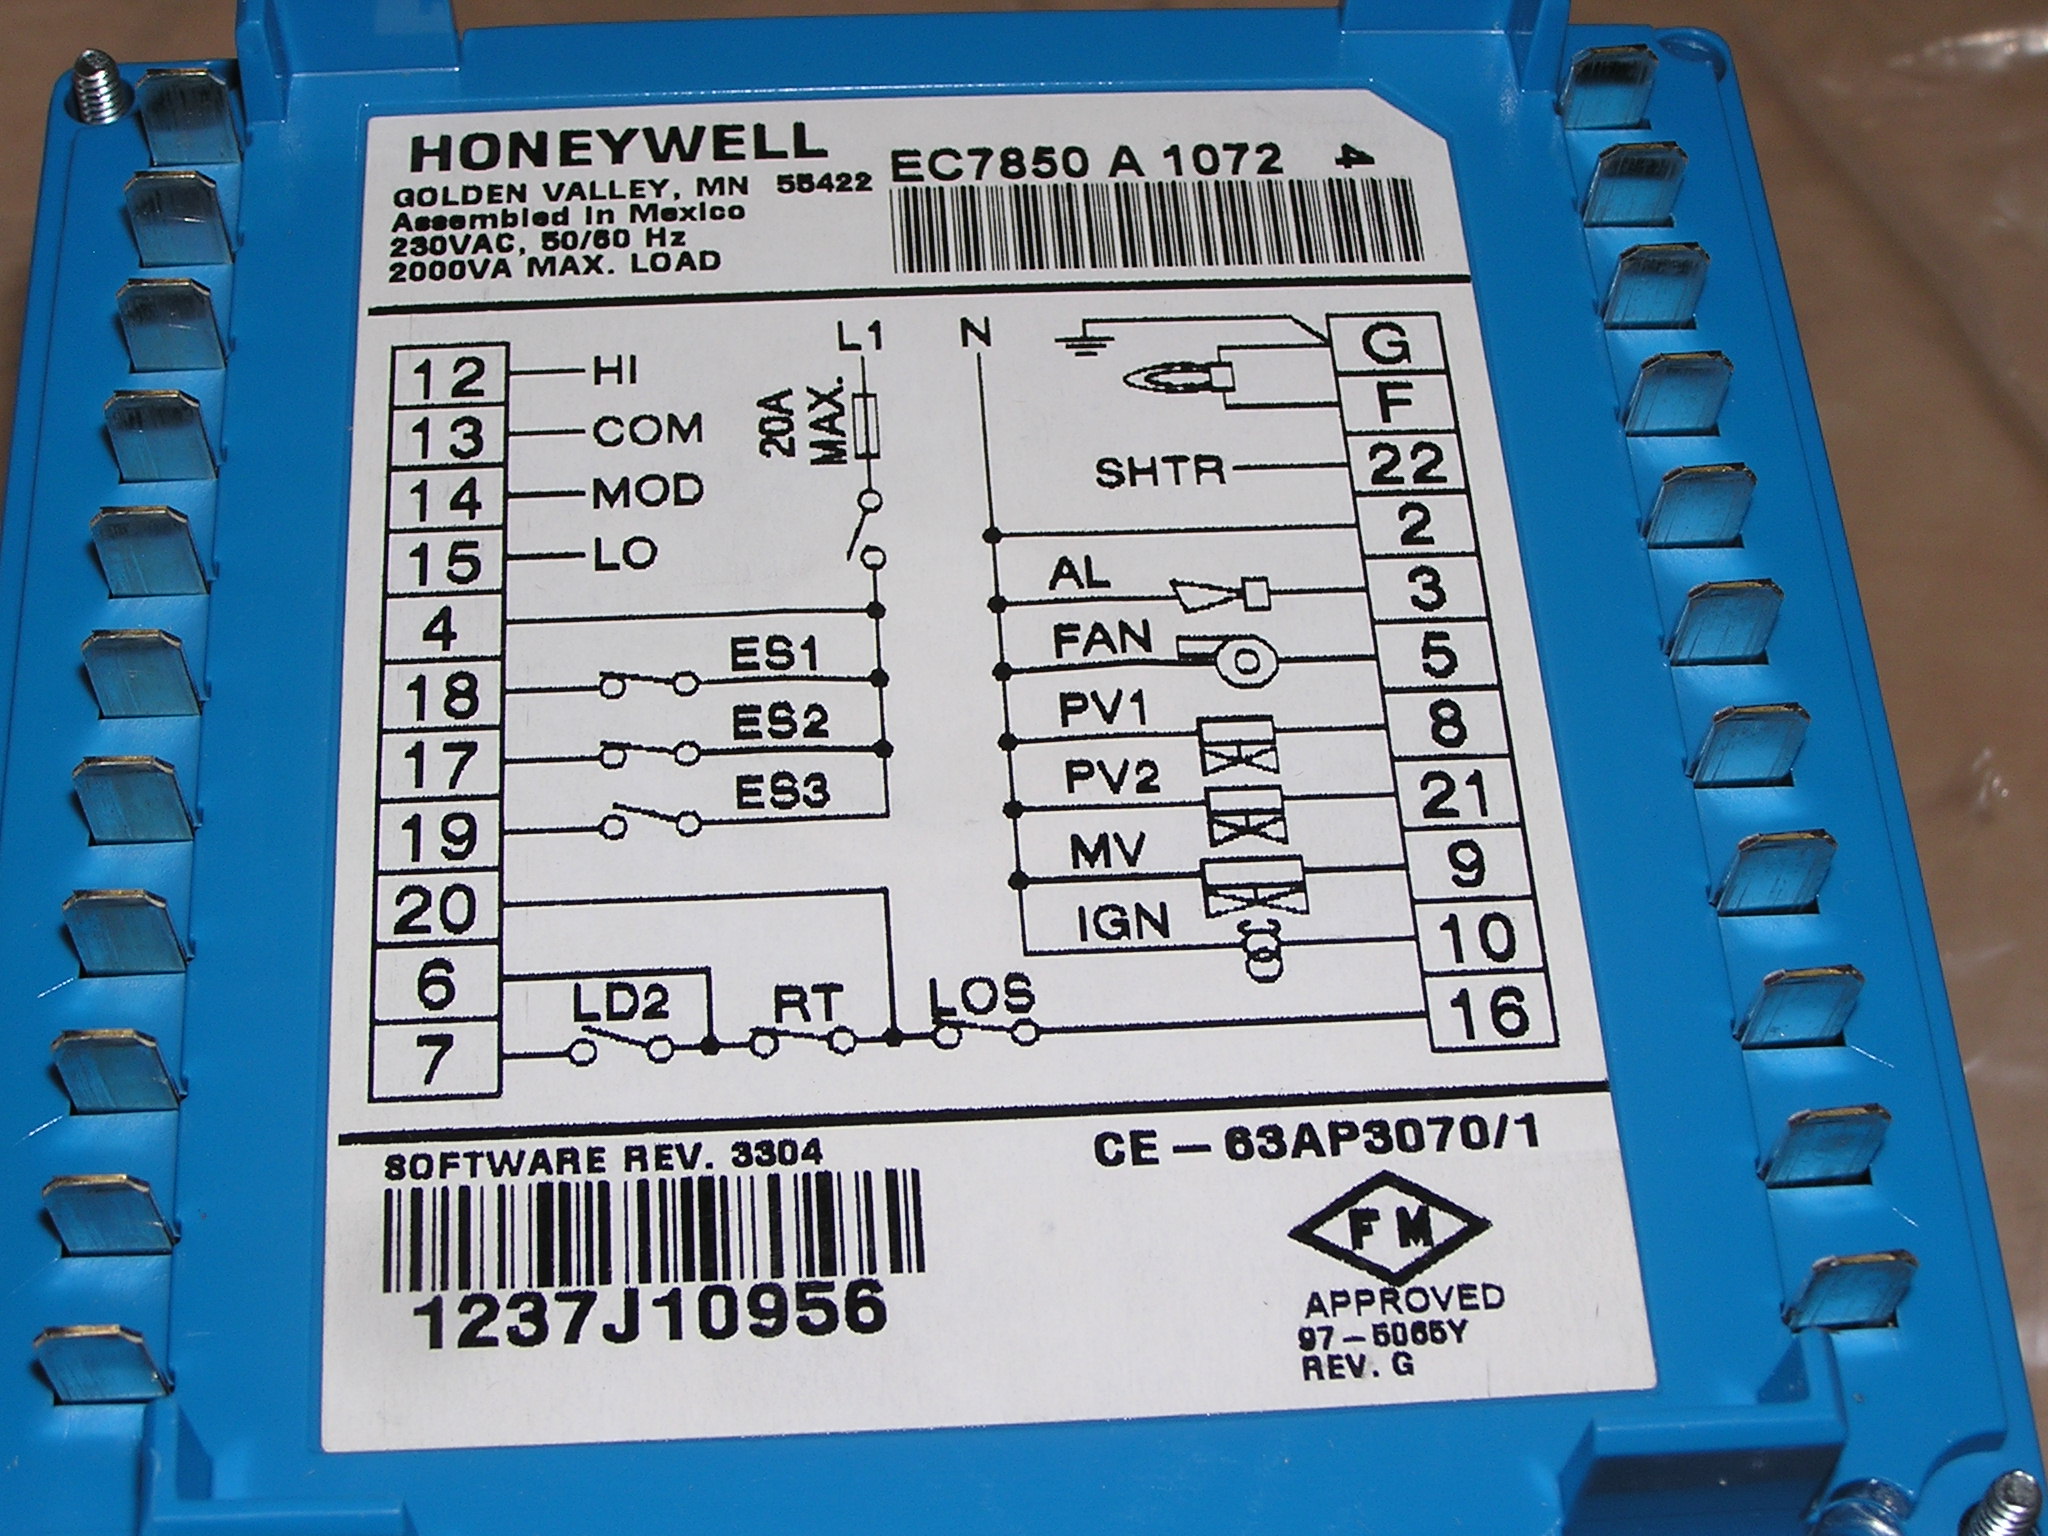 HONEYWELL
GOLDEN VALLEY, MN 55422
Assembled in Mexico
230VAC, 50/60 Hz
2000VA MAX. LOAD
EC7850 A 1072 4
12 HI
13 COM
14 MOD
15 LO
4
18 ES1
17 ES2
19 ES3
20
6
7 LD2 RT LOS
L1
20A
MAX.
N
G
F
SHTR 22
2
AL 3
FAN 5
PV1 8
PV2 21
MV 9
IGN 10
16
SOFTWARE REV. 3304
1237J10956
CE-63AP3070/1
FM
APPROVED
97-5065Y
REV. G